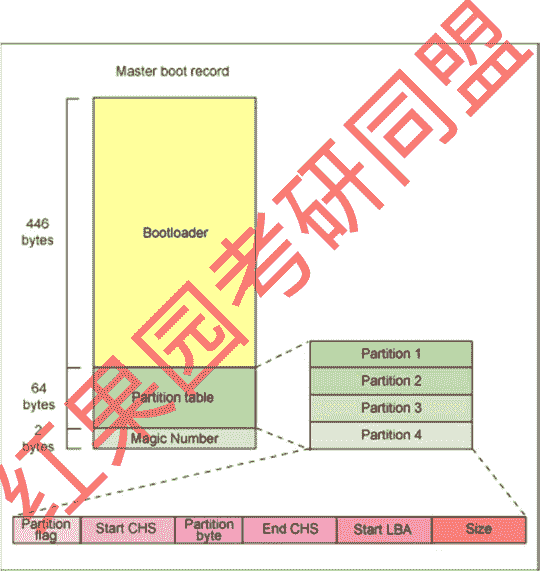 Master boot record
446
bytes
Bootloader
64
bytes
Partition table
2
bytes
Magic Number
Partition 1
Partition 2
Partition 3
Partition 4
Partition
flag
Start CHS
Partition
byte
End CHS
Start LBA
Size
红果园考研同盟